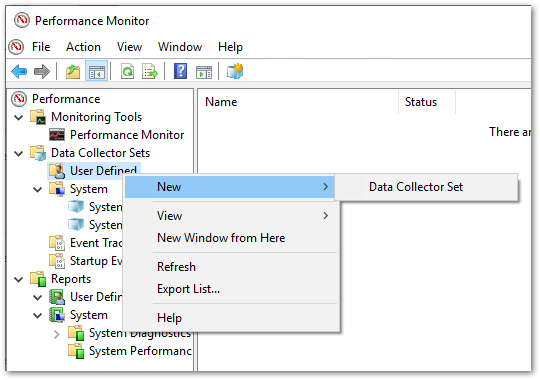 Performance Monitor
File Action View Window Help
Performance
Monitoring Tools
Performance Monitor
Data Collector Sets
User Defined
System
System
System
Event Trac
Startup Eve
Reports
User Defin
System
System Diagnostics
System Performanc
Name Status
There ar
New
Data Collector Set
View
New Window from Here
Refresh
Export List...
Help